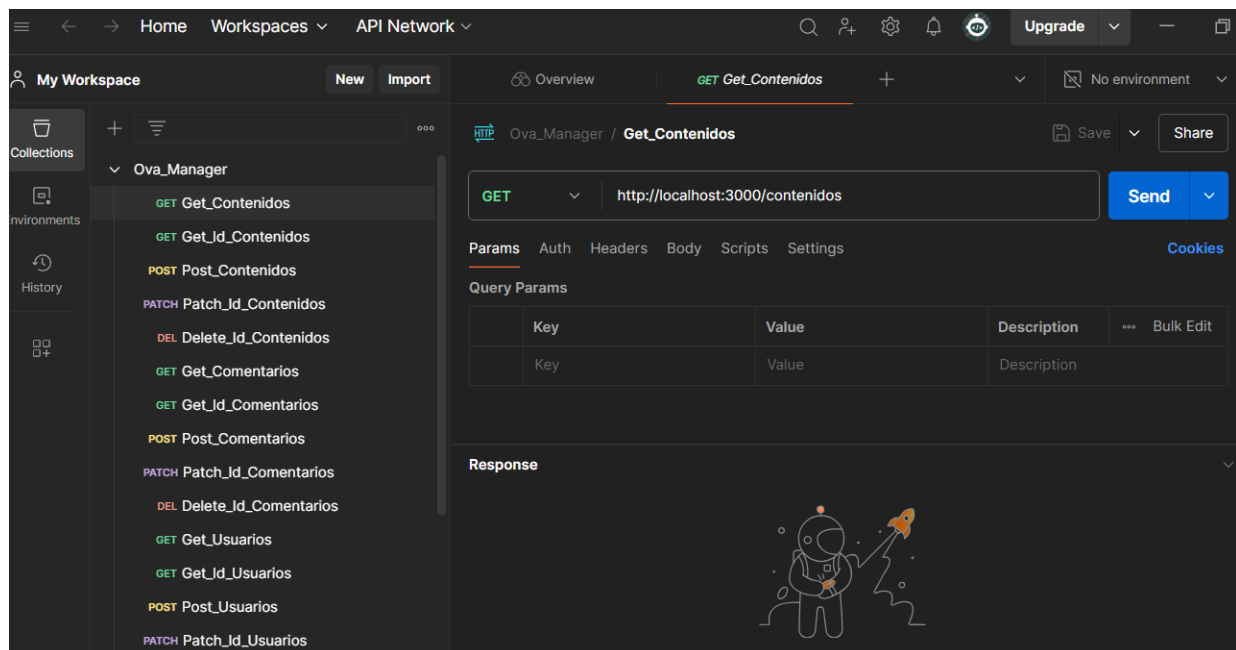 Home Workspaces API Network Upgrade
My Workspace New Import Overview GET Get_Contenidos No environment
Collections
HTTP Ova_Manager / Get_Contenidos Save Share
Ova_Manager
GET Get_Contenidos
GET http://localhost:3000/contenidos Send
nvironments
GET Get_Id_Contenidos
Params Auth Headers Body Scripts Settings Cookies
POST Post_Contenidos
History
Query Params
PATCH Patch_Id_Contenidos
Key Value Description Bulk Edit
DEL Delete_Id_Contenidos
Key Value Description
GET Get_Comentarios
GET Get_Id_Comentarios
POST Post_Comentarios
Response
PATCH Patch_Id_Comentarios
DEL Delete_Id_Comentarios
GET Get_Usuarios
GET Get_Id_Usuarios
POST Post_Usuarios
PATCH Patch_Id_Usuarios